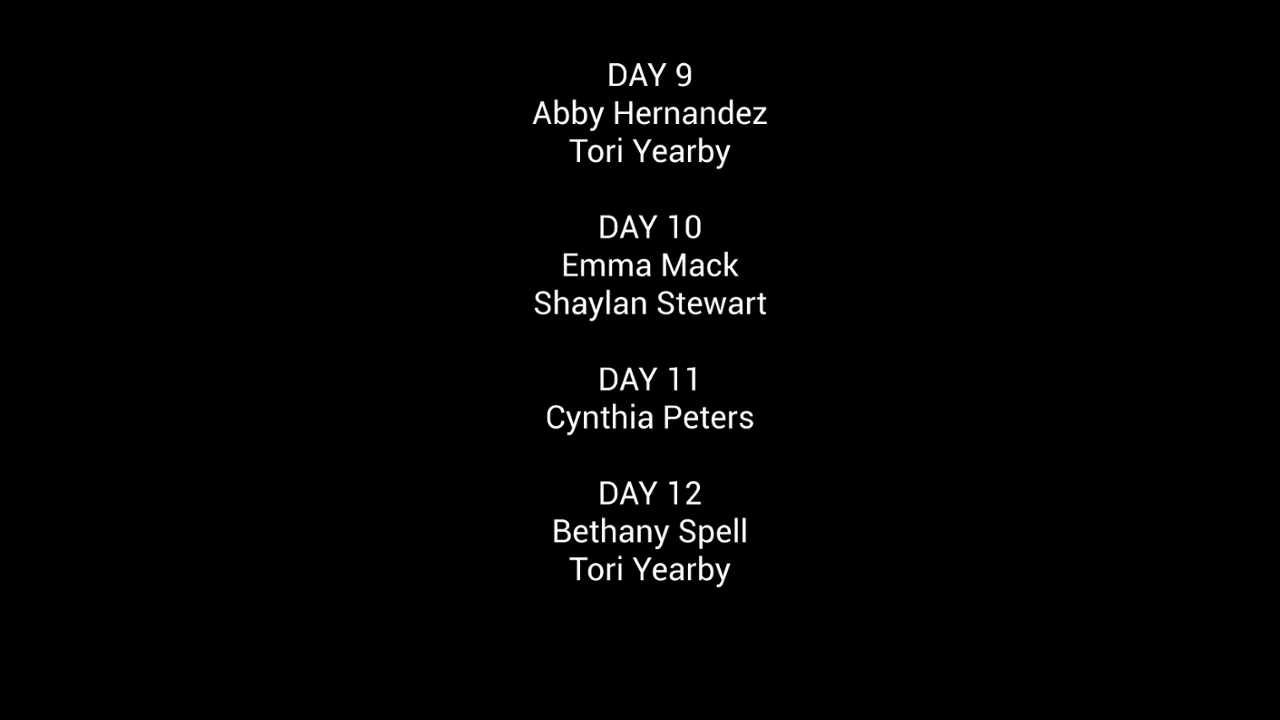 DAY 9
Abby Hernandez
Tori Yearby
DAY 10
Emma Mack
Shaylan Stewart
DAY 11
Cynthia Peters
DAY 12
Bethany Spell
Tori Yearby